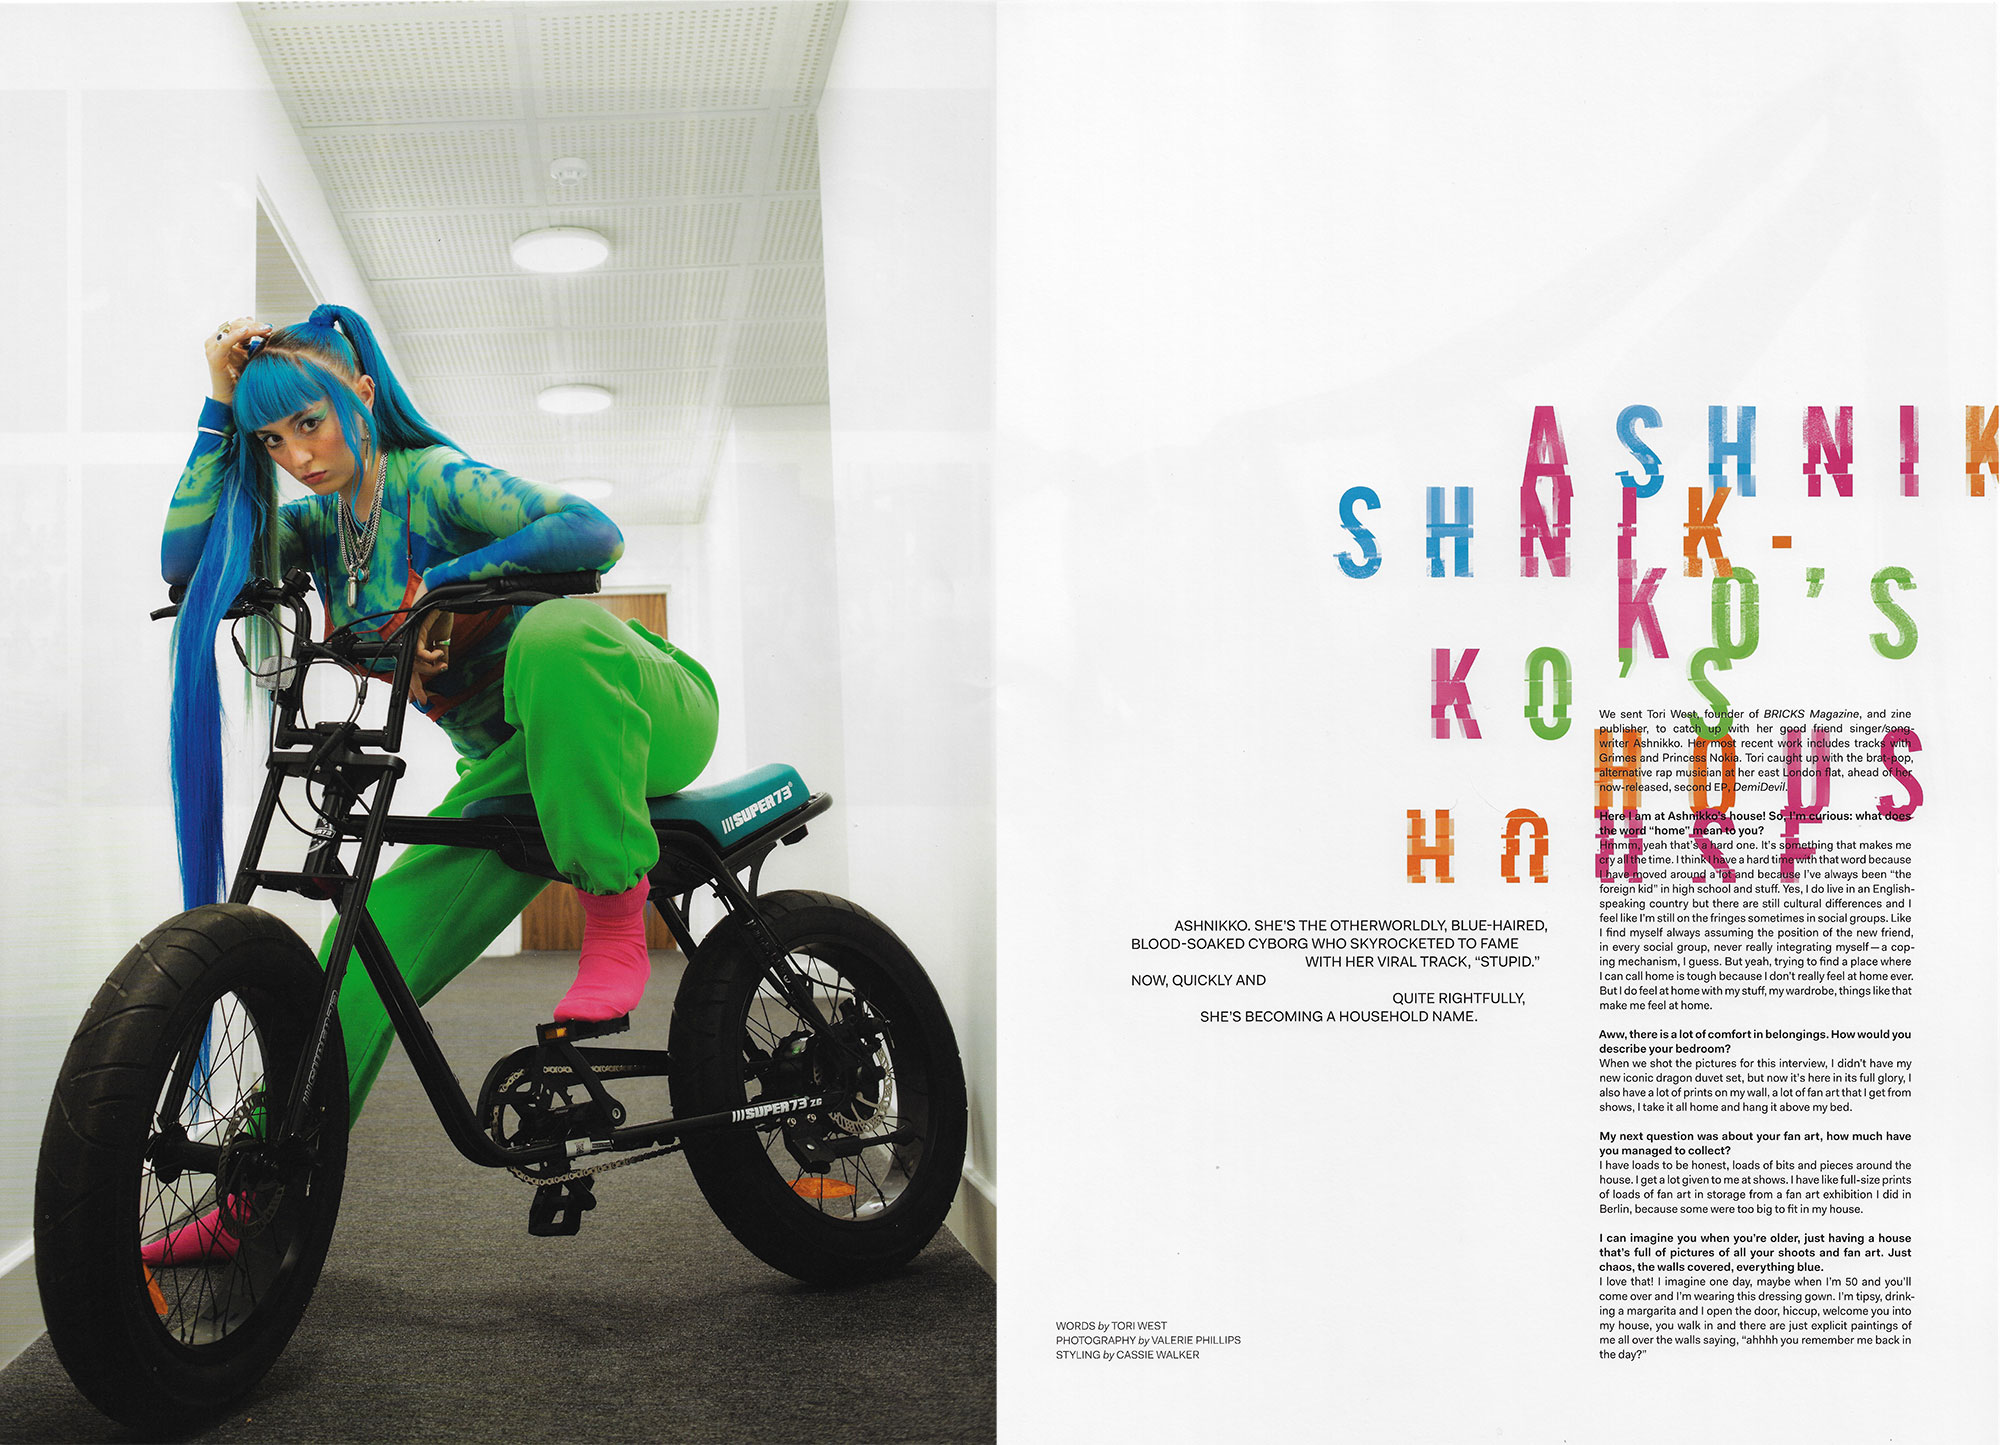 ///SUPER73
SUPER73
///SUPER73 ZG
ASHNIK
SHNIK-
KO'S
KO'S
HOUS
HOUSE
ASHNIKKO. SHE'S THE OTHERWORLDLY, BLUE-HAIRED,
BLOOD-SOAKED CYBORG WHO SKYROCKETED TO FAME
WITH HER VIRAL TRACK, “STUPID.”
NOW, QUICKLY AND
QUITE RIGHTFULLY,
SHE'S BECOMING A HOUSEHOLD NAME.
WORDS by TORI WEST
PHOTOGRAPHY by VALERIE PHILLIPS
STYLING by CASSIE WALKER
We sent Tori West, founder of BRICKS Magazine, and zine
publisher, to catch up with her good friend singer/song-
writer Ashnikko. Her most recent work includes tracks with
Grimes and Princess Nokia. Tori caught up with the brat-pop,
alternative rap musician at her east London flat, ahead of her
now-released, second EP, DemiDevil.
Here I am at Ashnikko's house! So, I'm curious: what does
the word “home” mean to you?
Hmmm, yeah that's a hard one. It's something that makes me
cry all the time. I think I have a hard time with that word because
I have moved around a lot and because I've always been “the
foreign kid” in high school and stuff. Yes, I do live in an English-
speaking country but there are still cultural differences and I
feel like I'm still on the fringes sometimes in social groups. Like
I find myself always assuming the position of the new friend,
in every social group, never really integrating myself — a cop-
ing mechanism, I guess. But yeah, trying to find a place where
I can call home is tough because I don't really feel at home ever.
But I do feel at home with my stuff, my wardrobe, things like that
make me feel at home.
Aww, there is a lot of comfort in belongings. How would you
describe your bedroom?
When we shot the pictures for this interview, I didn't have my
new iconic dragon duvet set, but now it's here in its full glory, I
also have a lot of prints on my wall, a lot of fan art that I get from
shows, I take it all home and hang it above my bed.
My next question was about your fan art, how much have
you managed to collect?
I have loads to be honest, loads of bits and pieces around the
house. I get a lot given to me at shows. I have like full-size prints
of loads of fan art in storage from a fan art exhibition I did in
Berlin, because some were too big to fit in my house.
I can imagine you when you're older, just having a house
that's full of pictures of all your shoots and fan art. Just
chaos, the walls covered, everything blue.
I love that! I imagine one day, maybe when I'm 50 and you'll
come over and I'm wearing this dressing gown. I'm tipsy, drink-
ing a margarita and I open the door, hiccup, welcome you into
my house, you walk in and there are just explicit paintings of
me all over the walls saying, “ahhhh you remember me back in
the day?”